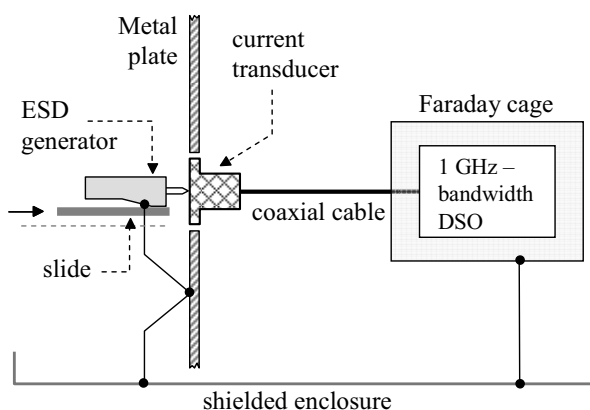 Metal
plate
current
transducer
ESD
generator
Faraday cage
1 GHz –
bandwidth
DSO
coaxial cable
slide
shielded enclosure